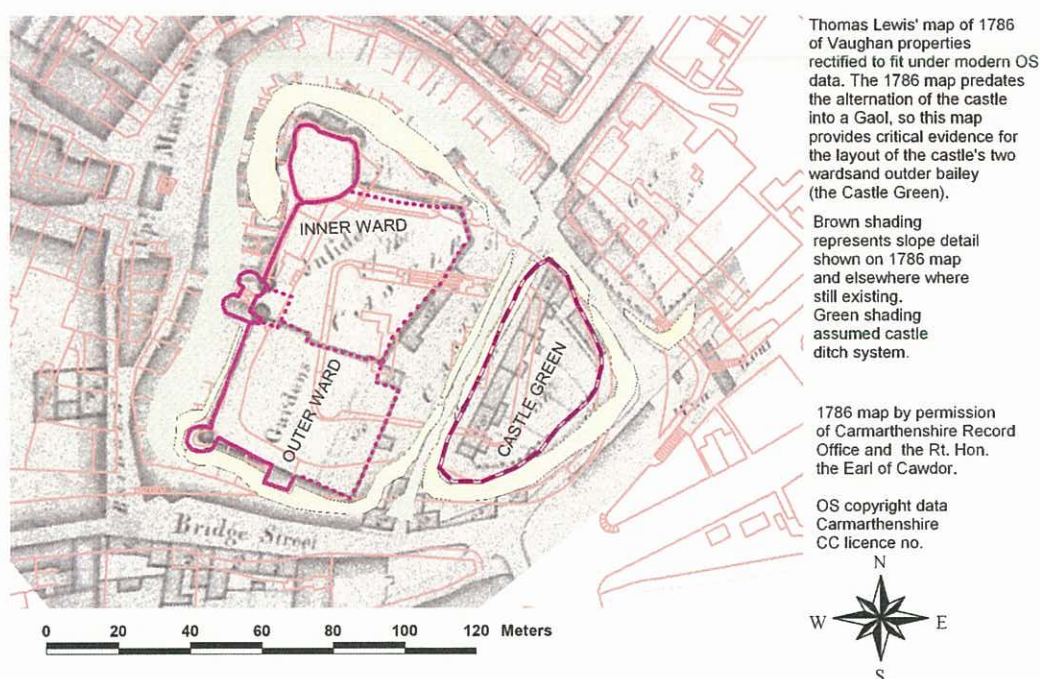 Thomas Lewis' map of 1786
of Vaughan properties
rectified to fit under modern OS
data. The 1786 map predates
the alternation of the castle
into a Gaol, so this map
provides critical evidence for
the layout of the castle's two
wardsand outder bailey
(the Castle Green).
Brown shading
represents slope detail
shown on 1786 map
and elsewhere where
still existing.
Green shading
assumed castle
ditch system.
1786 map by permission
of Carmarthenshire Record
Office and the Rt. Hon.
the Earl of Cawdor.
OS copyright data
Carmarthenshire
CC licence no.
N
W E
S
Market
INNER WARD
Gardens
OUTER WARD
CASTLE GREEN
Bridge Street
0 20 40 60 80 100 120 Meters